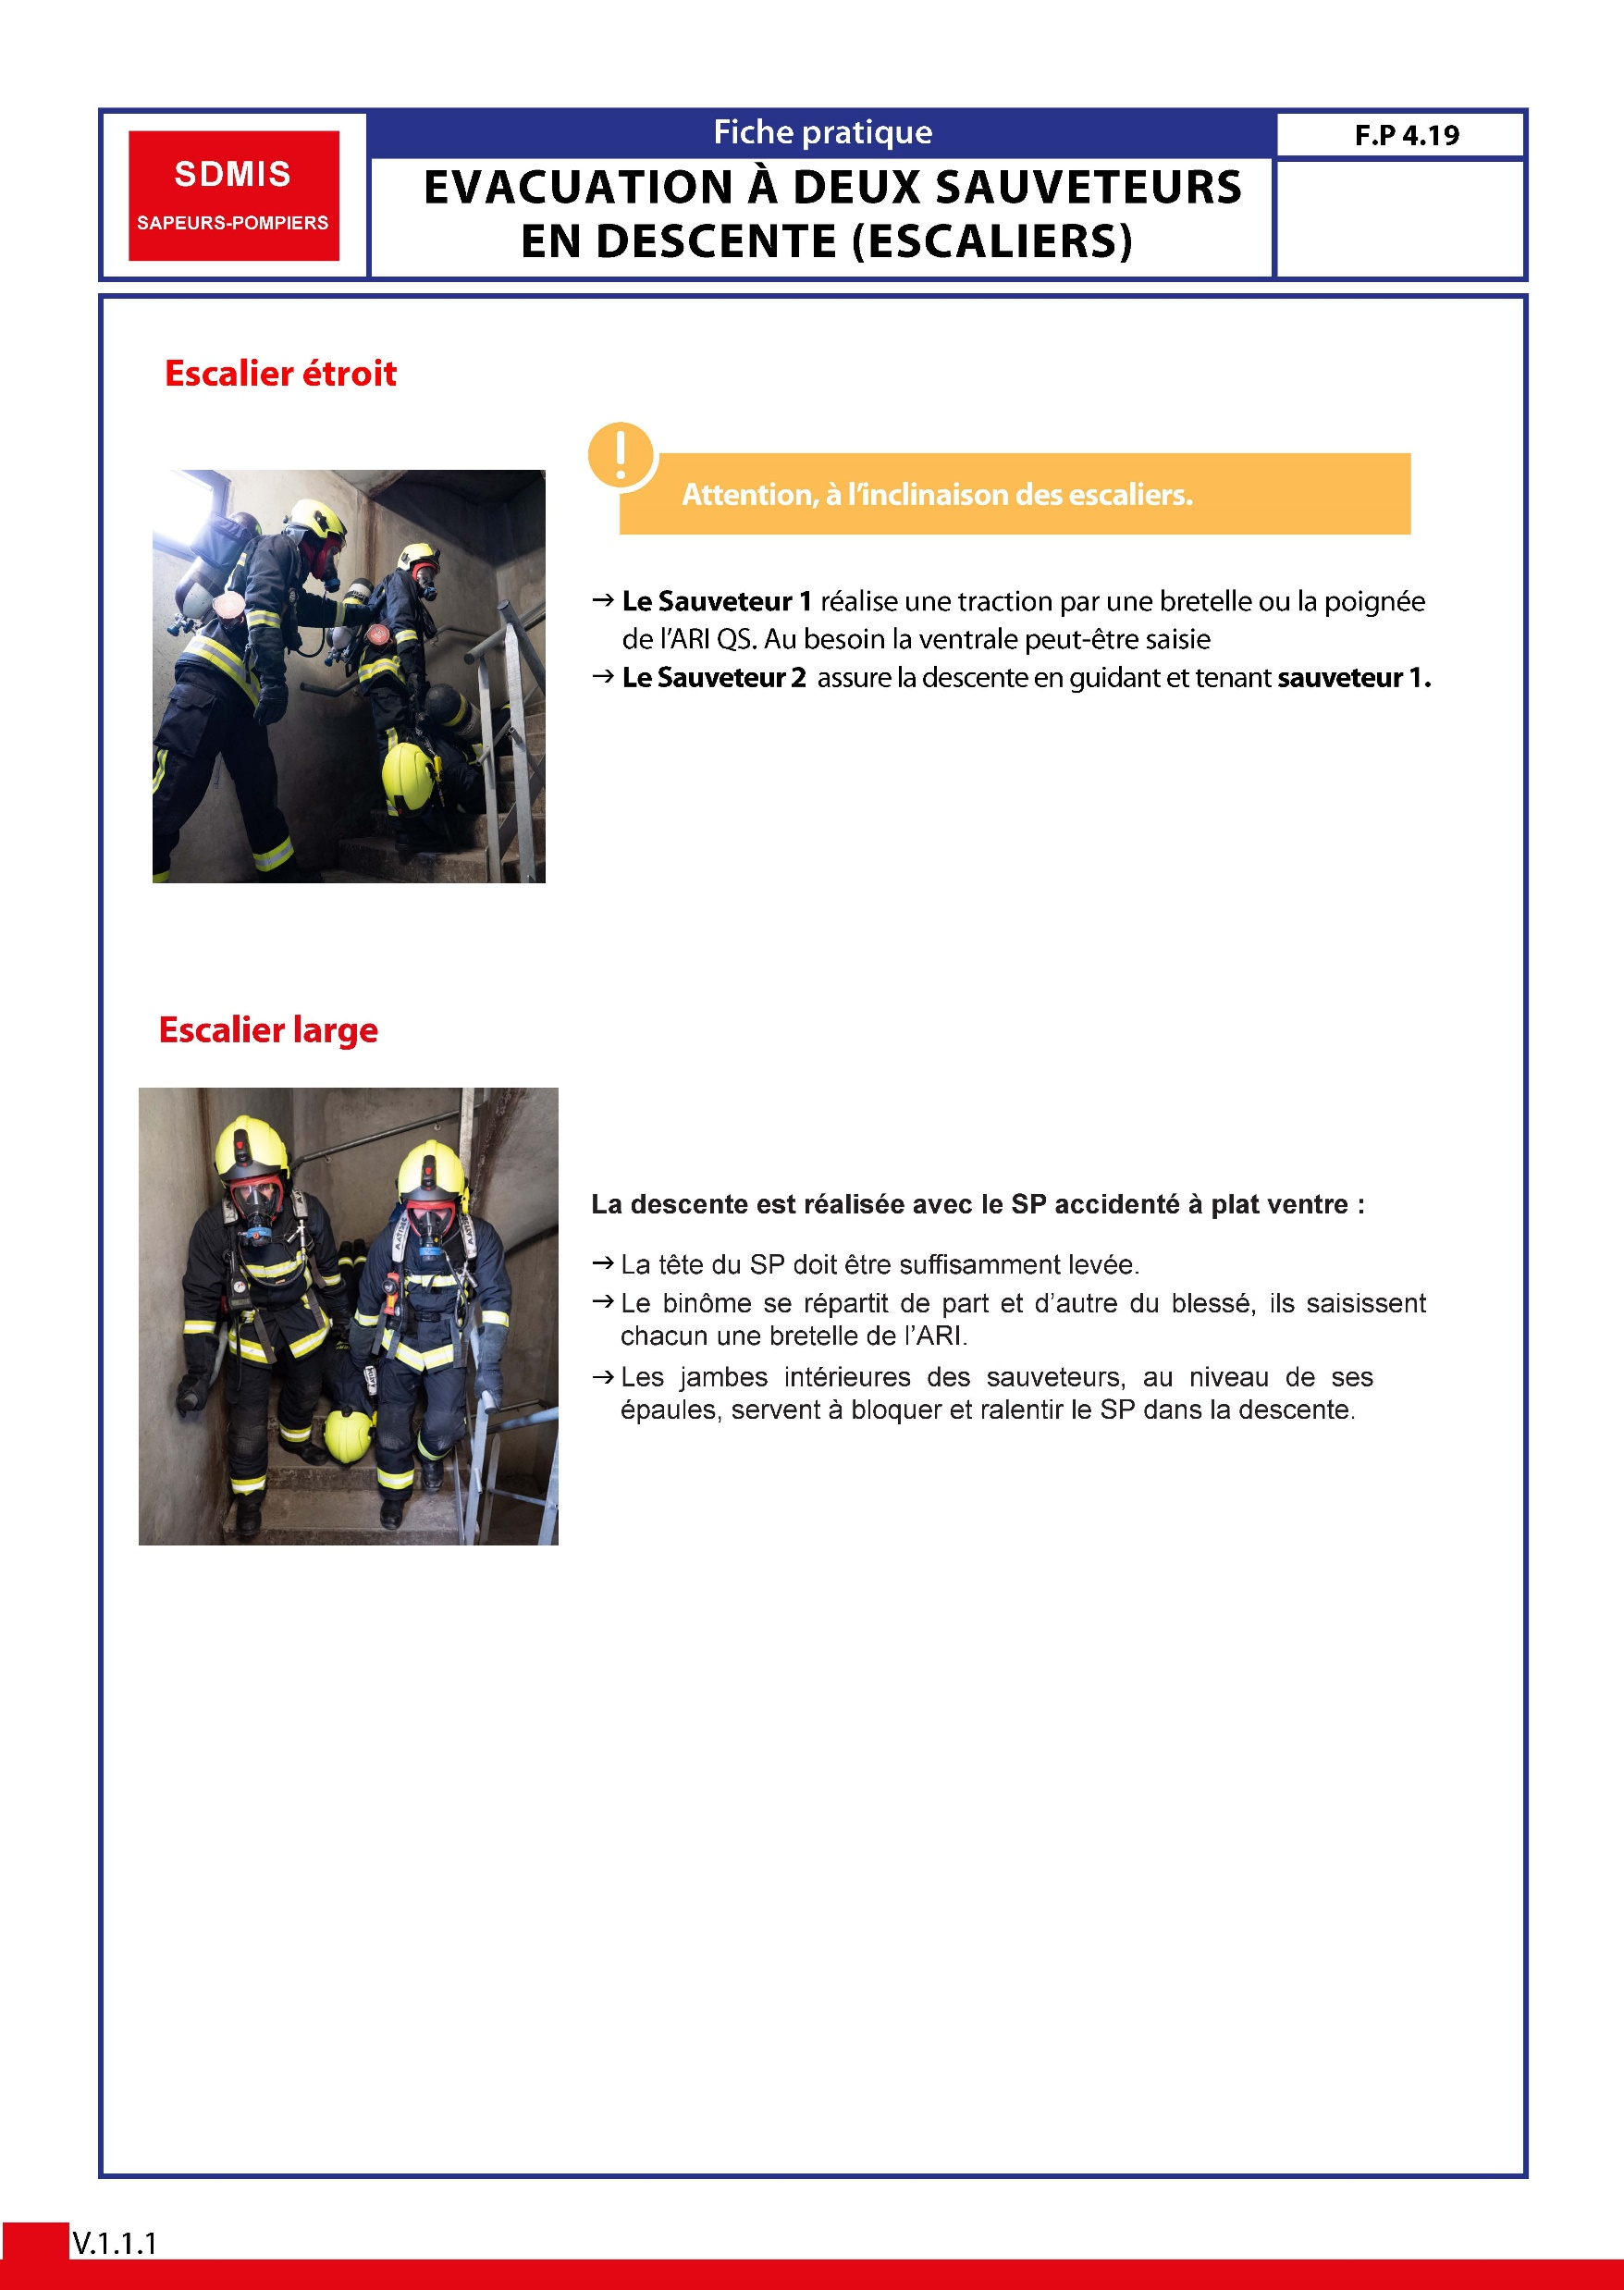 Fiche pratique
F.P 4.19
SDMIS
SAPEURS-POMPIERS
EVACUATION À DEUX SAUVETEURS
EN DESCENTE (ESCALIERS)
Escalier étroit
!
Attention, à l’inclinaison des escaliers.
→ Le Sauveteur 1 réalise une traction par une bretelle ou la poignée
de l’ARI QS. Au besoin la ventrale peut-être saisie
→ Le Sauveteur 2 assure la descente en guidant et tenant sauveteur 1.
Escalier large
La descente est réalisée avec le SP accidenté à plat ventre :
→ La tête du SP doit être suffisamment levée.
→ Le binôme se répartit de part et d’autre du blessé, ils saisissent
chacun une bretelle de l’ARI.
→ Les jambes intérieures des sauveteurs, au niveau de ses
épaules, servent à bloquer et ralentir le SP dans la descente.
V.1.1.1